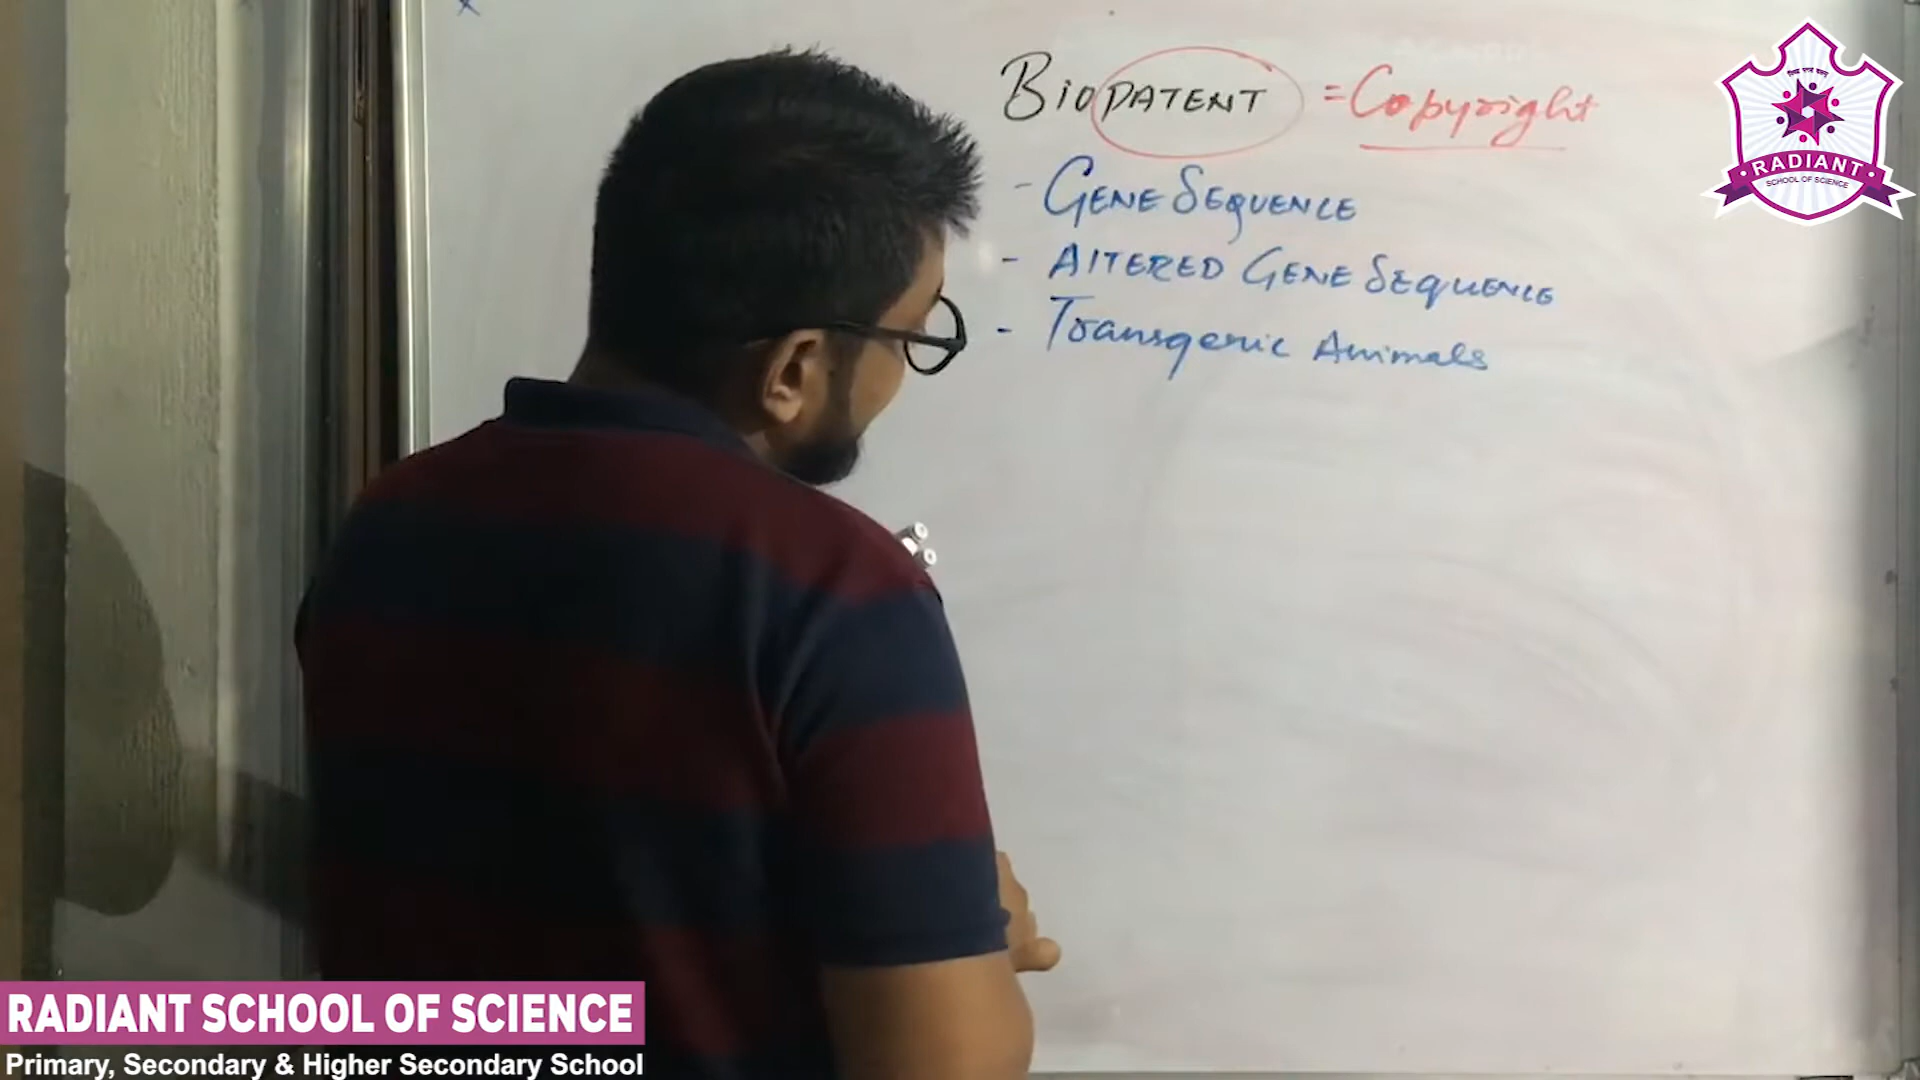 BIOPATENT = Copyright
- GENE SEQUENCE
- ALTERED GENE SEQUENCE
- Transgenic Animals
RADIANT
SCHOOL OF SCIENCE
RADIANT SCHOOL OF SCIENCE
Primary, Secondary & Higher Secondary School